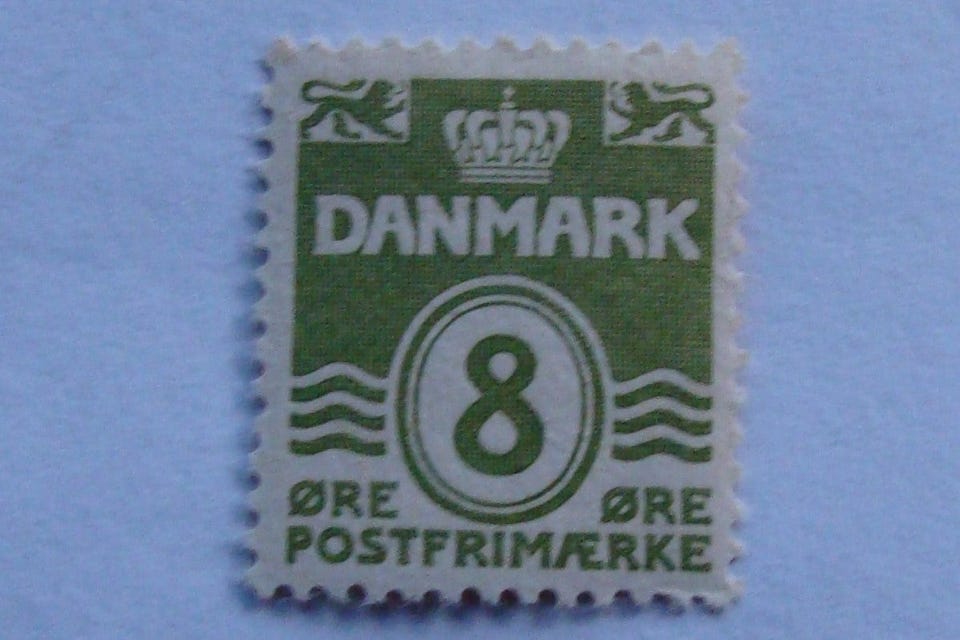 DANMARK
8
ØRE ØRE
POSTFRIMÆRKE